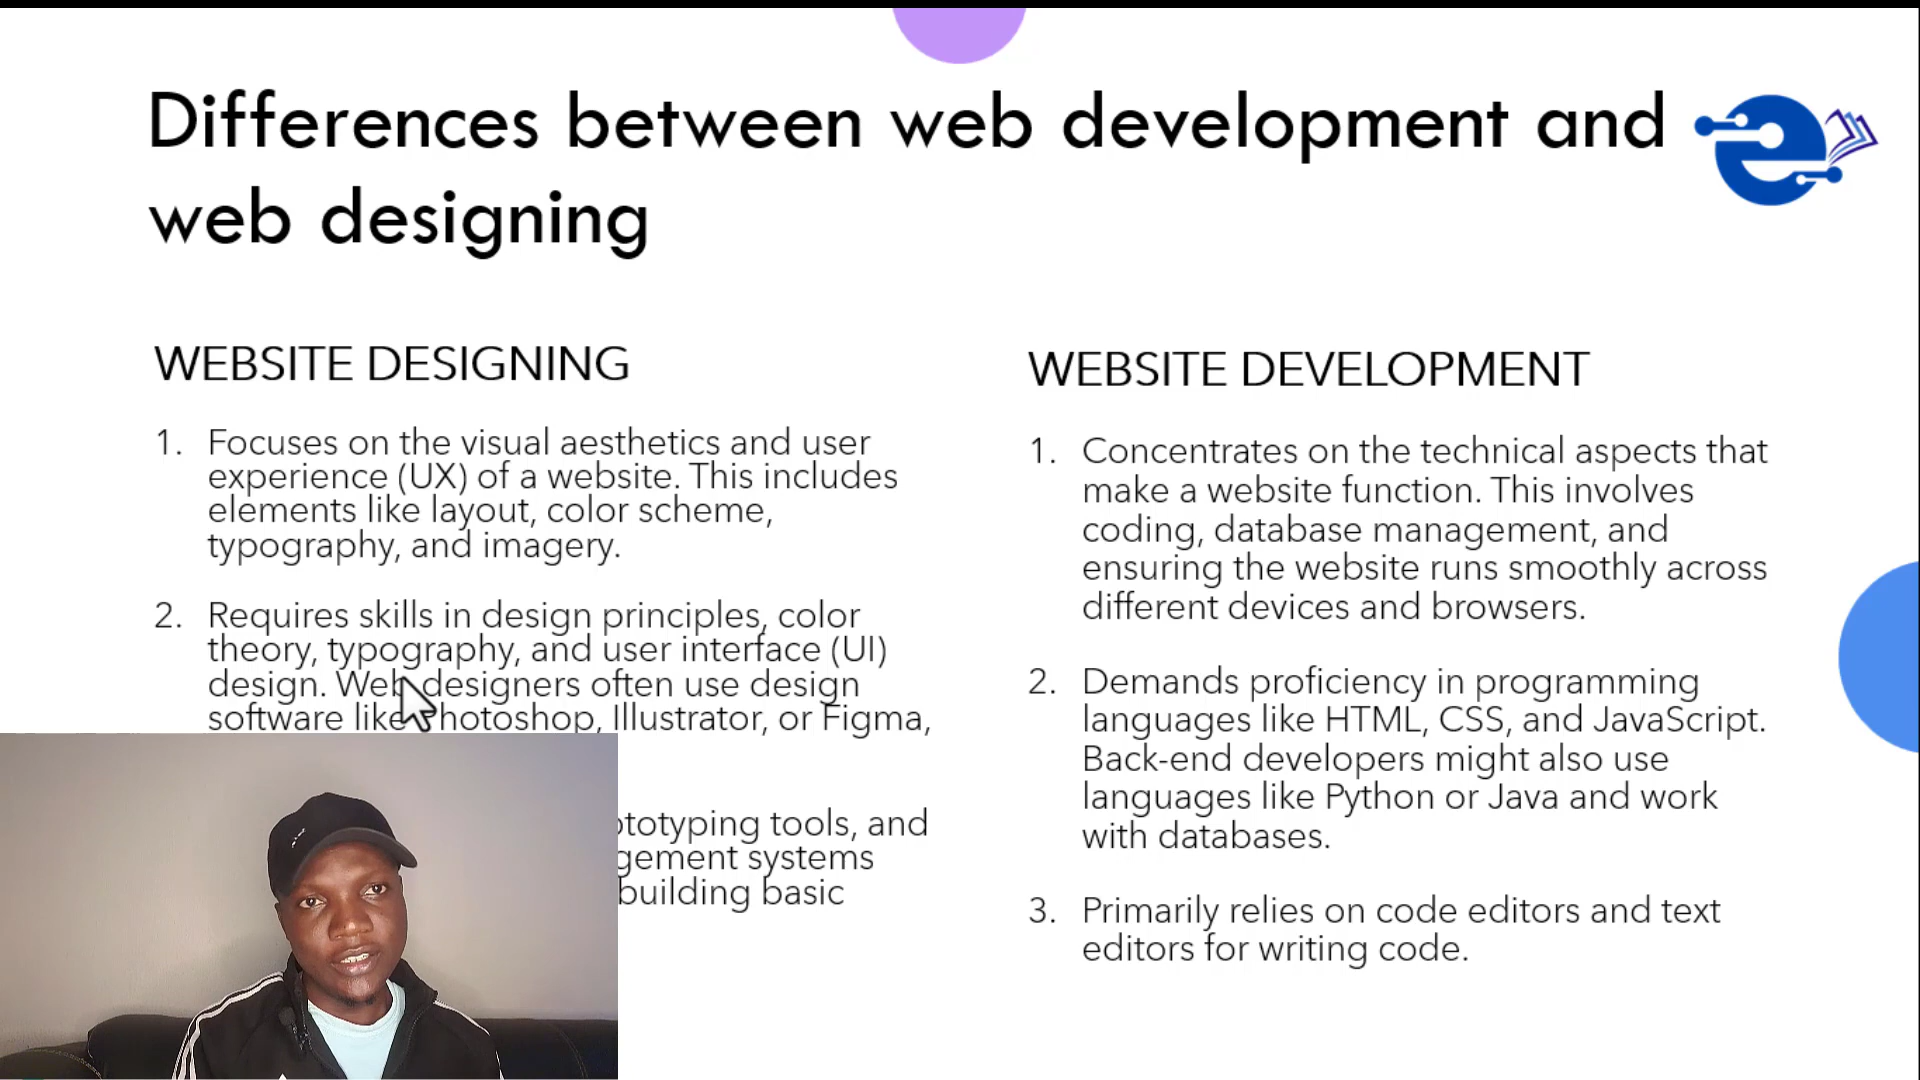 Differences between web development and
web designing
WEBSITE DESIGNING
1. Focuses on the visual aesthetics and user
experience (UX) of a website. This includes
elements like layout, color scheme,
typography, and imagery.
2. Requires skills in design principles, color
theory, typography, and user interface (UI)
design. Web designers often use design
software like Photoshop, Illustrator, or Figma,
tools, and
systems
building basic
WEBSITE DEVELOPMENT
1. Concentrates on the technical aspects that
make a website function. This involves
coding, database management, and
ensuring the website runs smoothly across
different devices and browsers.
2. Demands proficiency in programming
languages like HTML, CSS, and JavaScript.
Back-end developers might also use
languages like Python or Java and work
with databases.
3. Primarily relies on code editors and text
editors for writing code.